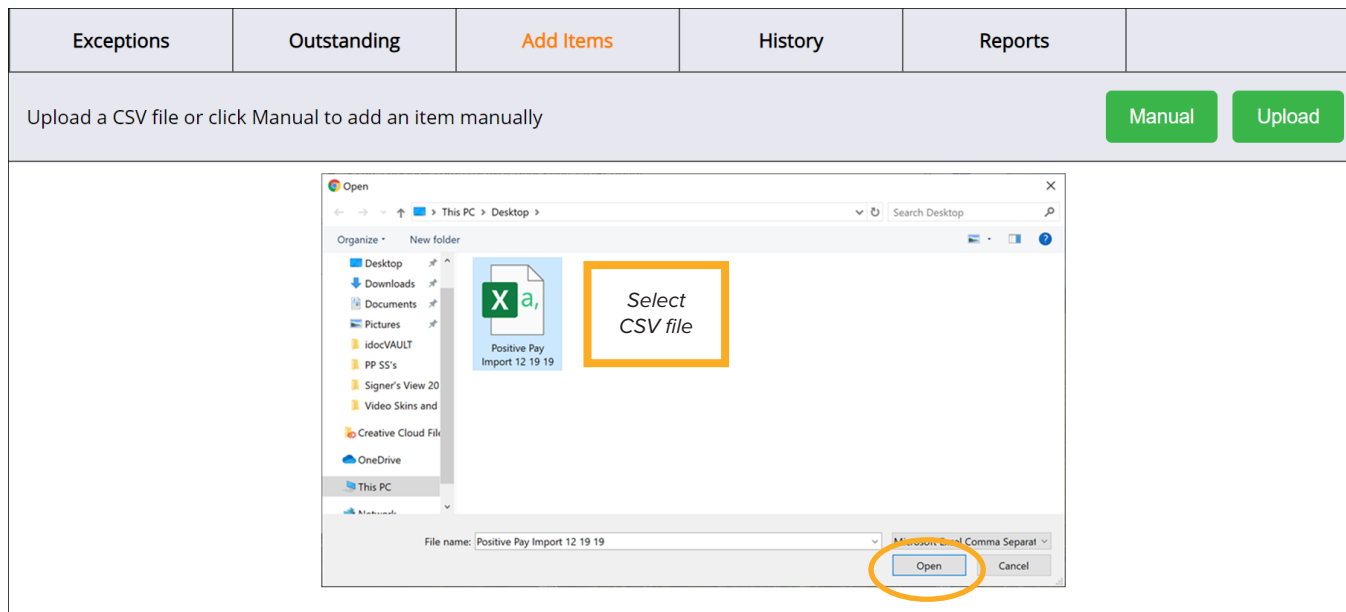 Exceptions
Outstanding
Add Items
History
Reports
Upload a CSV file or click Manual to add an item manually
Manual
Upload
Open
This PC > Desktop >
Search Desktop
Organize
New folder
Desktop
Downloads
Documents
Pictures
idocVAULT
PP SS's
Signer's View 20
Video Skins and
Creative Cloud File
OneDrive
This PC
Network
X a,
Positive Pay
Import 12 19 19
Select
CSV file
File name: Positive Pay Import 12 19 19
Microsoft Excel Comma Separat
Open
Cancel